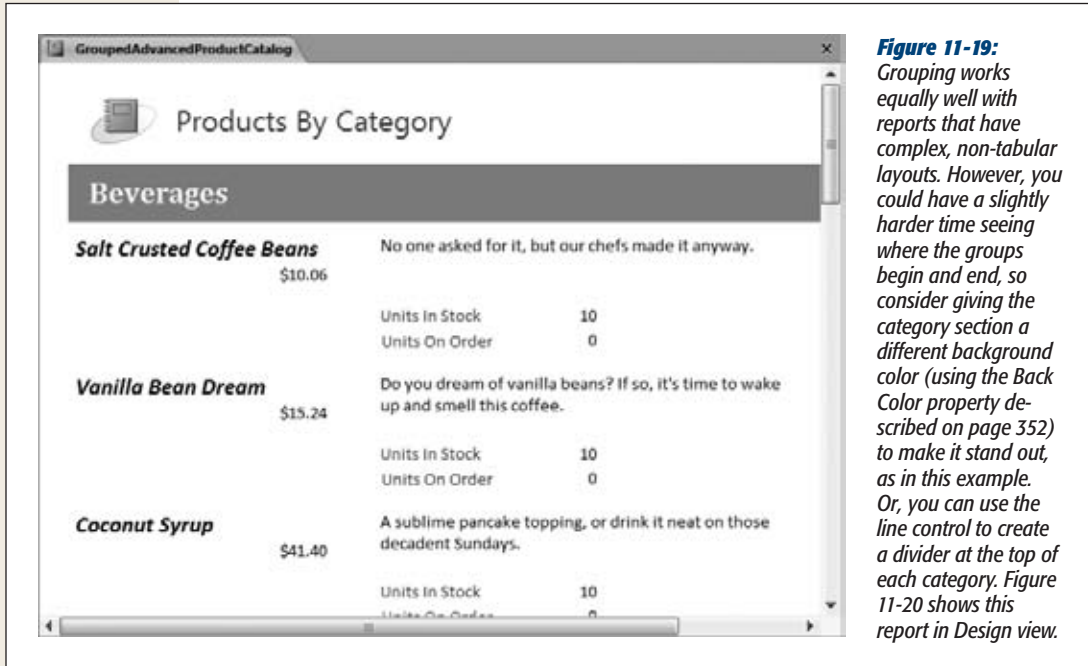 GroupedAdvancedProductCatalog
Products By Category
Beverages
Salt Crusted Coffee Beans
$10.06
No one asked for it, but our chefs made it anyway.
Units In Stock 10
Units On Order 0
Vanilla Bean Dream
$15.24
Do you dream of vanilla beans? If so, it's time to wake
up and smell this coffee.
Units In Stock 10
Units On Order 0
Coconut Syrup
$41.40
A sublime pancake topping, or drink it neat on those
decadent Sundays.
Units In Stock 10
Units On Order 0
Figure 11-19:
Grouping works
equally well with
reports that have
complex, non-tabular
layouts. However, you
could have a slightly
harder time seeing
where the groups
begin and end, so
consider giving the
category section a
different background
color (using the Back
Color property de-
scribed on page 352)
to make it stand out,
as in this example.
Or, you can use the
line control to create
a divider at the top of
each category. Figure
11-20 shows this
report in Design view.